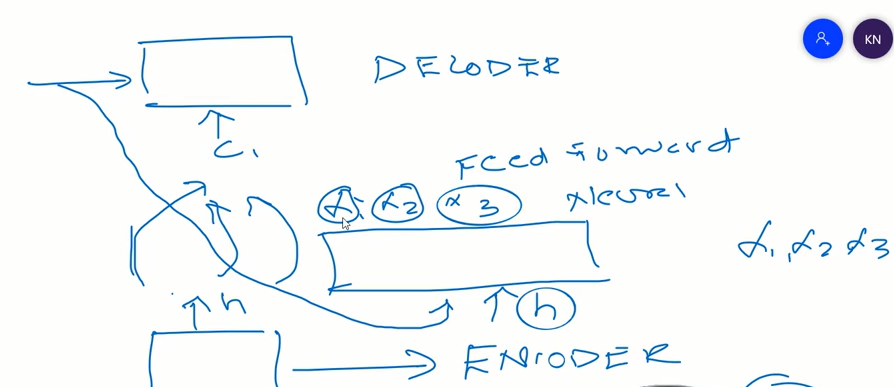 KN
DECODER
C1
Feed forward
α1 α2 α3
Neural
α1, α2 α3
h
h
ENCODER